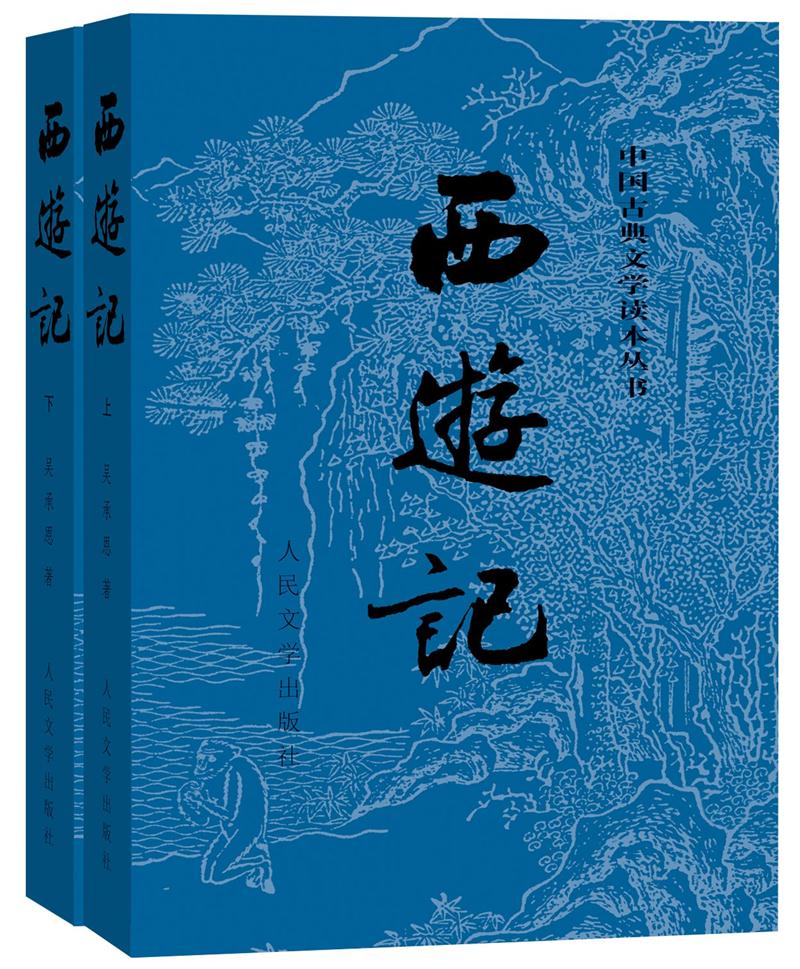 中国古典文学读本丛书
西遊記
人民文学出版社
西遊記
上
吴承恩 著
人民文学出版社
西遊記
下
吴承恩 著
人民文学出版社